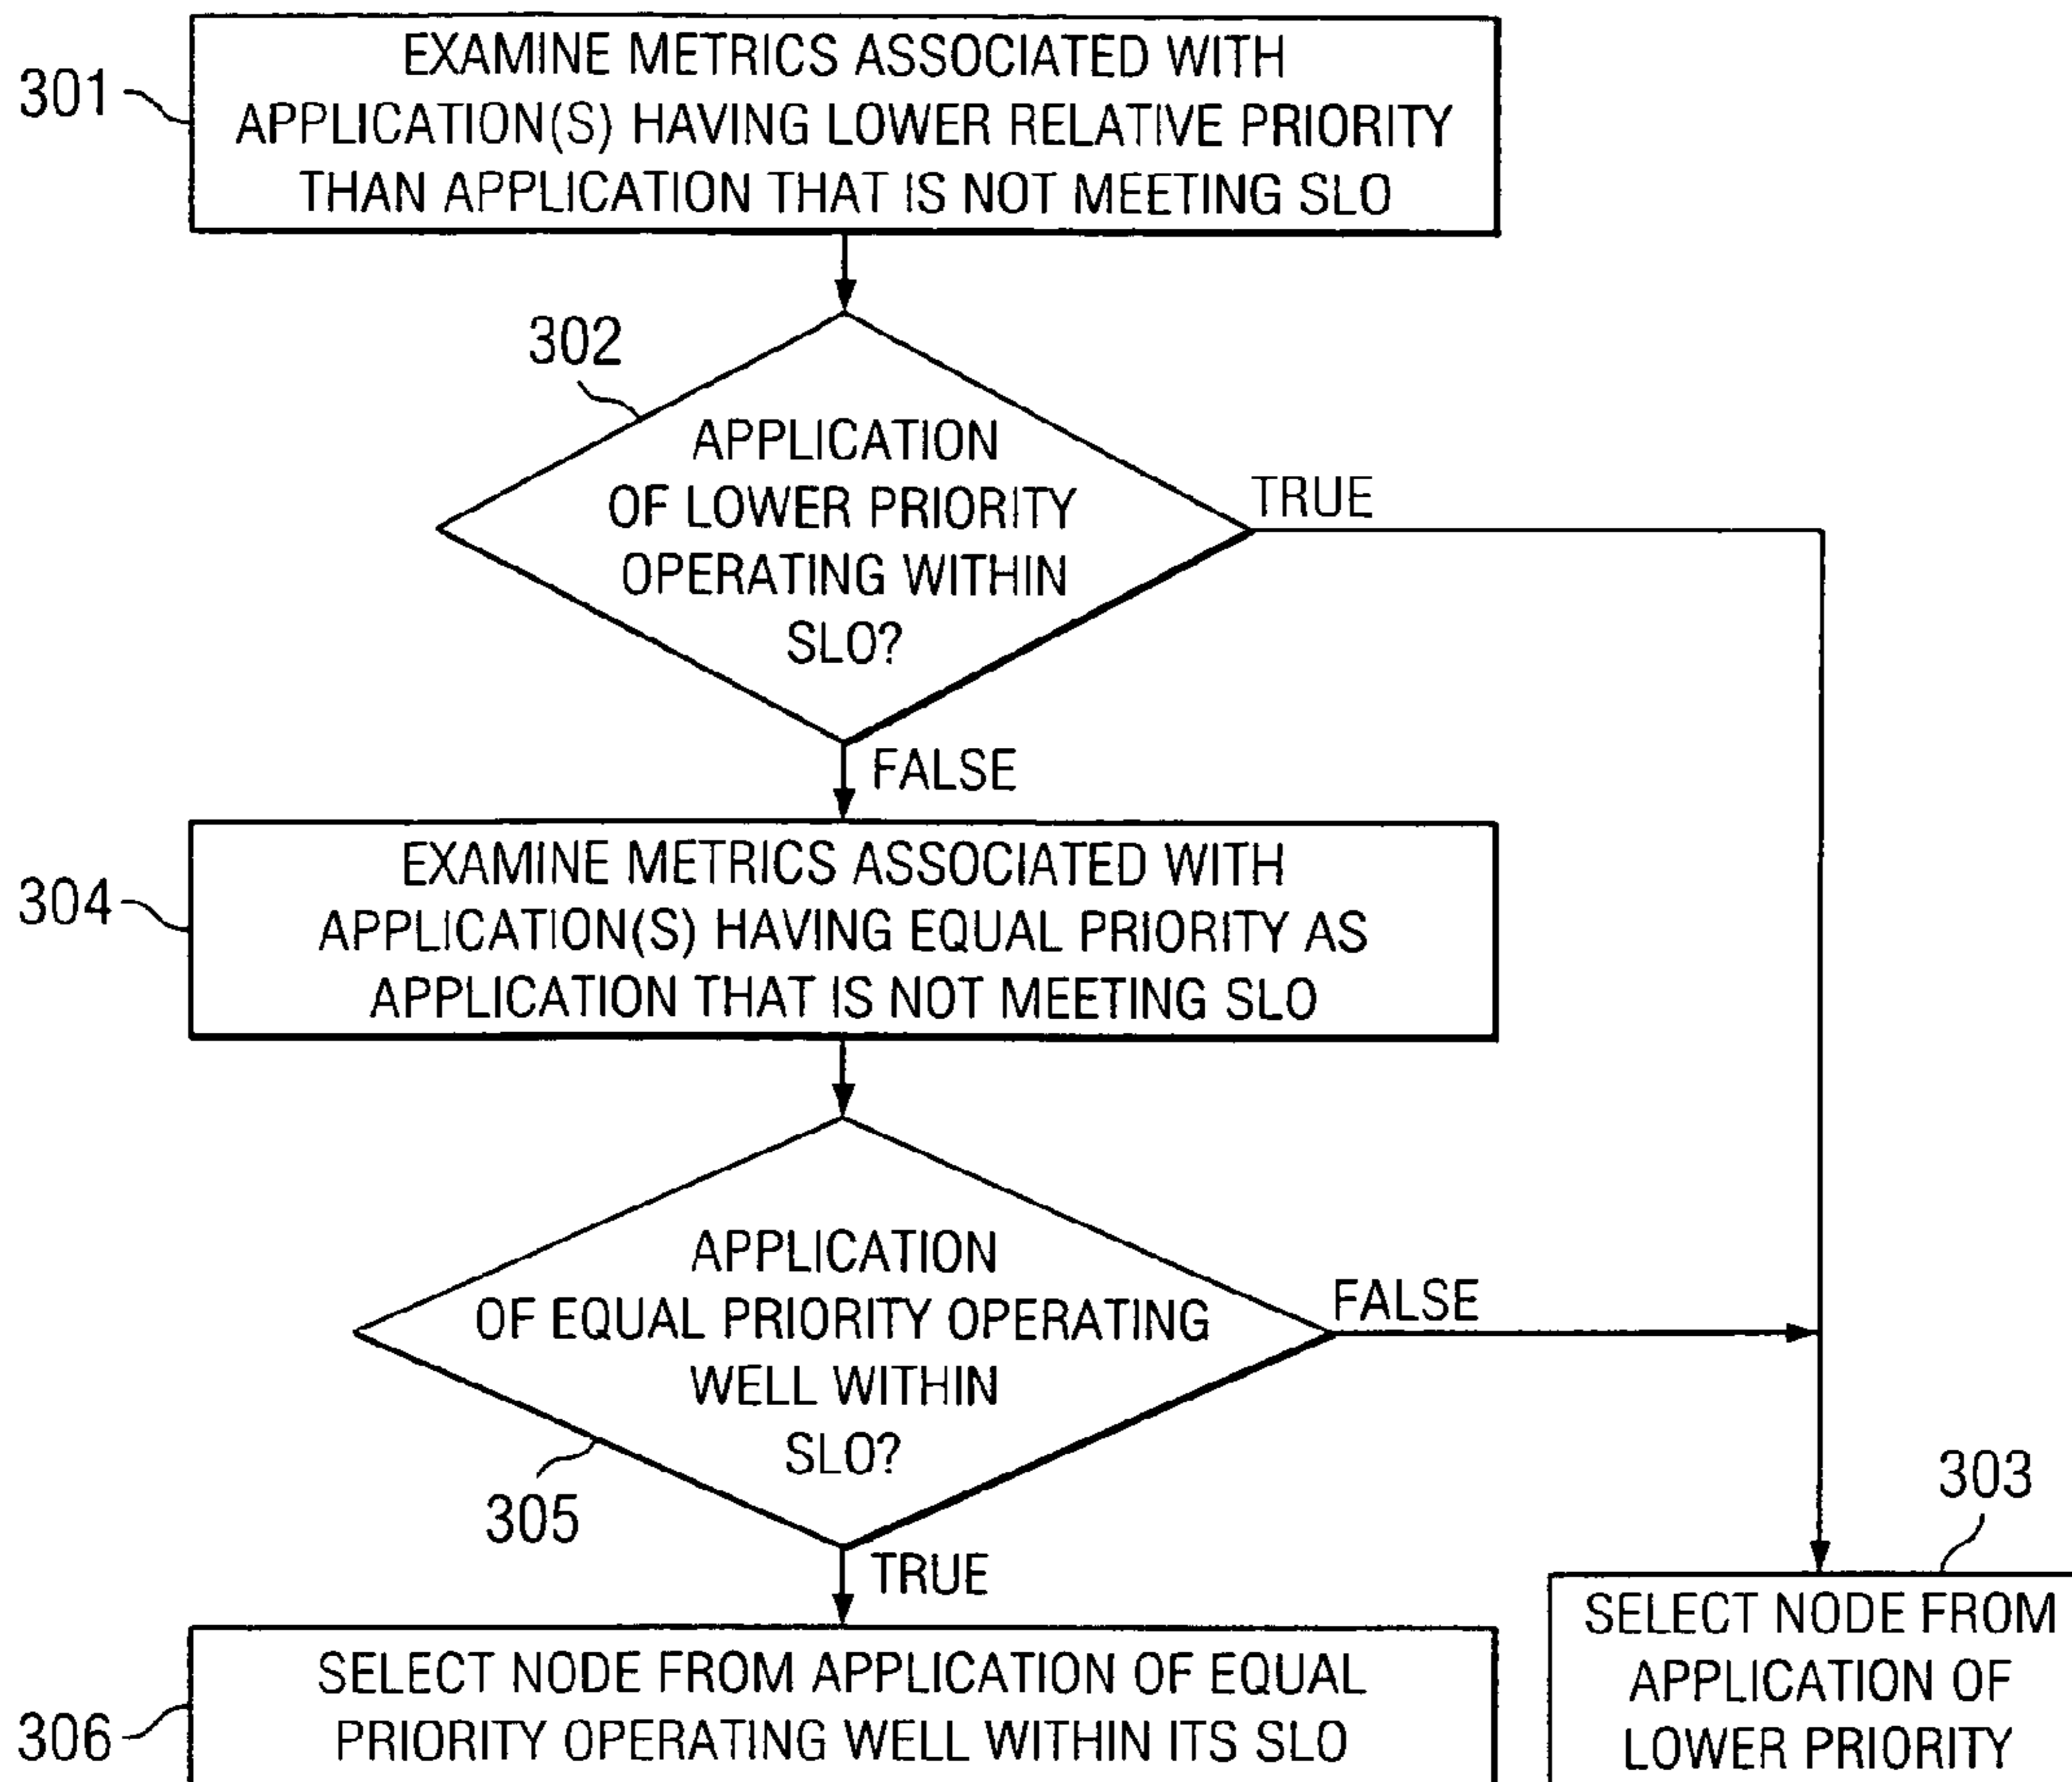 301
EXAMINE METRICS ASSOCIATED WITH
APPLICATION(S) HAVING LOWER RELATIVE PRIORITY
THAN APPLICATION THAT IS NOT MEETING SLO
302
APPLICATION
OF LOWER PRIORITY
OPERATING WITHIN
SLO?
TRUE
FALSE
304
EXAMINE METRICS ASSOCIATED WITH
APPLICATION(S) HAVING EQUAL PRIORITY AS
APPLICATION THAT IS NOT MEETING SLO
APPLICATION
OF EQUAL PRIORITY OPERATING
WELL WITHIN
SLO?
FALSE
305
TRUE
303
SELECT NODE FROM
APPLICATION OF
LOWER PRIORITY
306
SELECT NODE FROM APPLICATION OF EQUAL
PRIORITY OPERATING WELL WITHIN ITS SLO